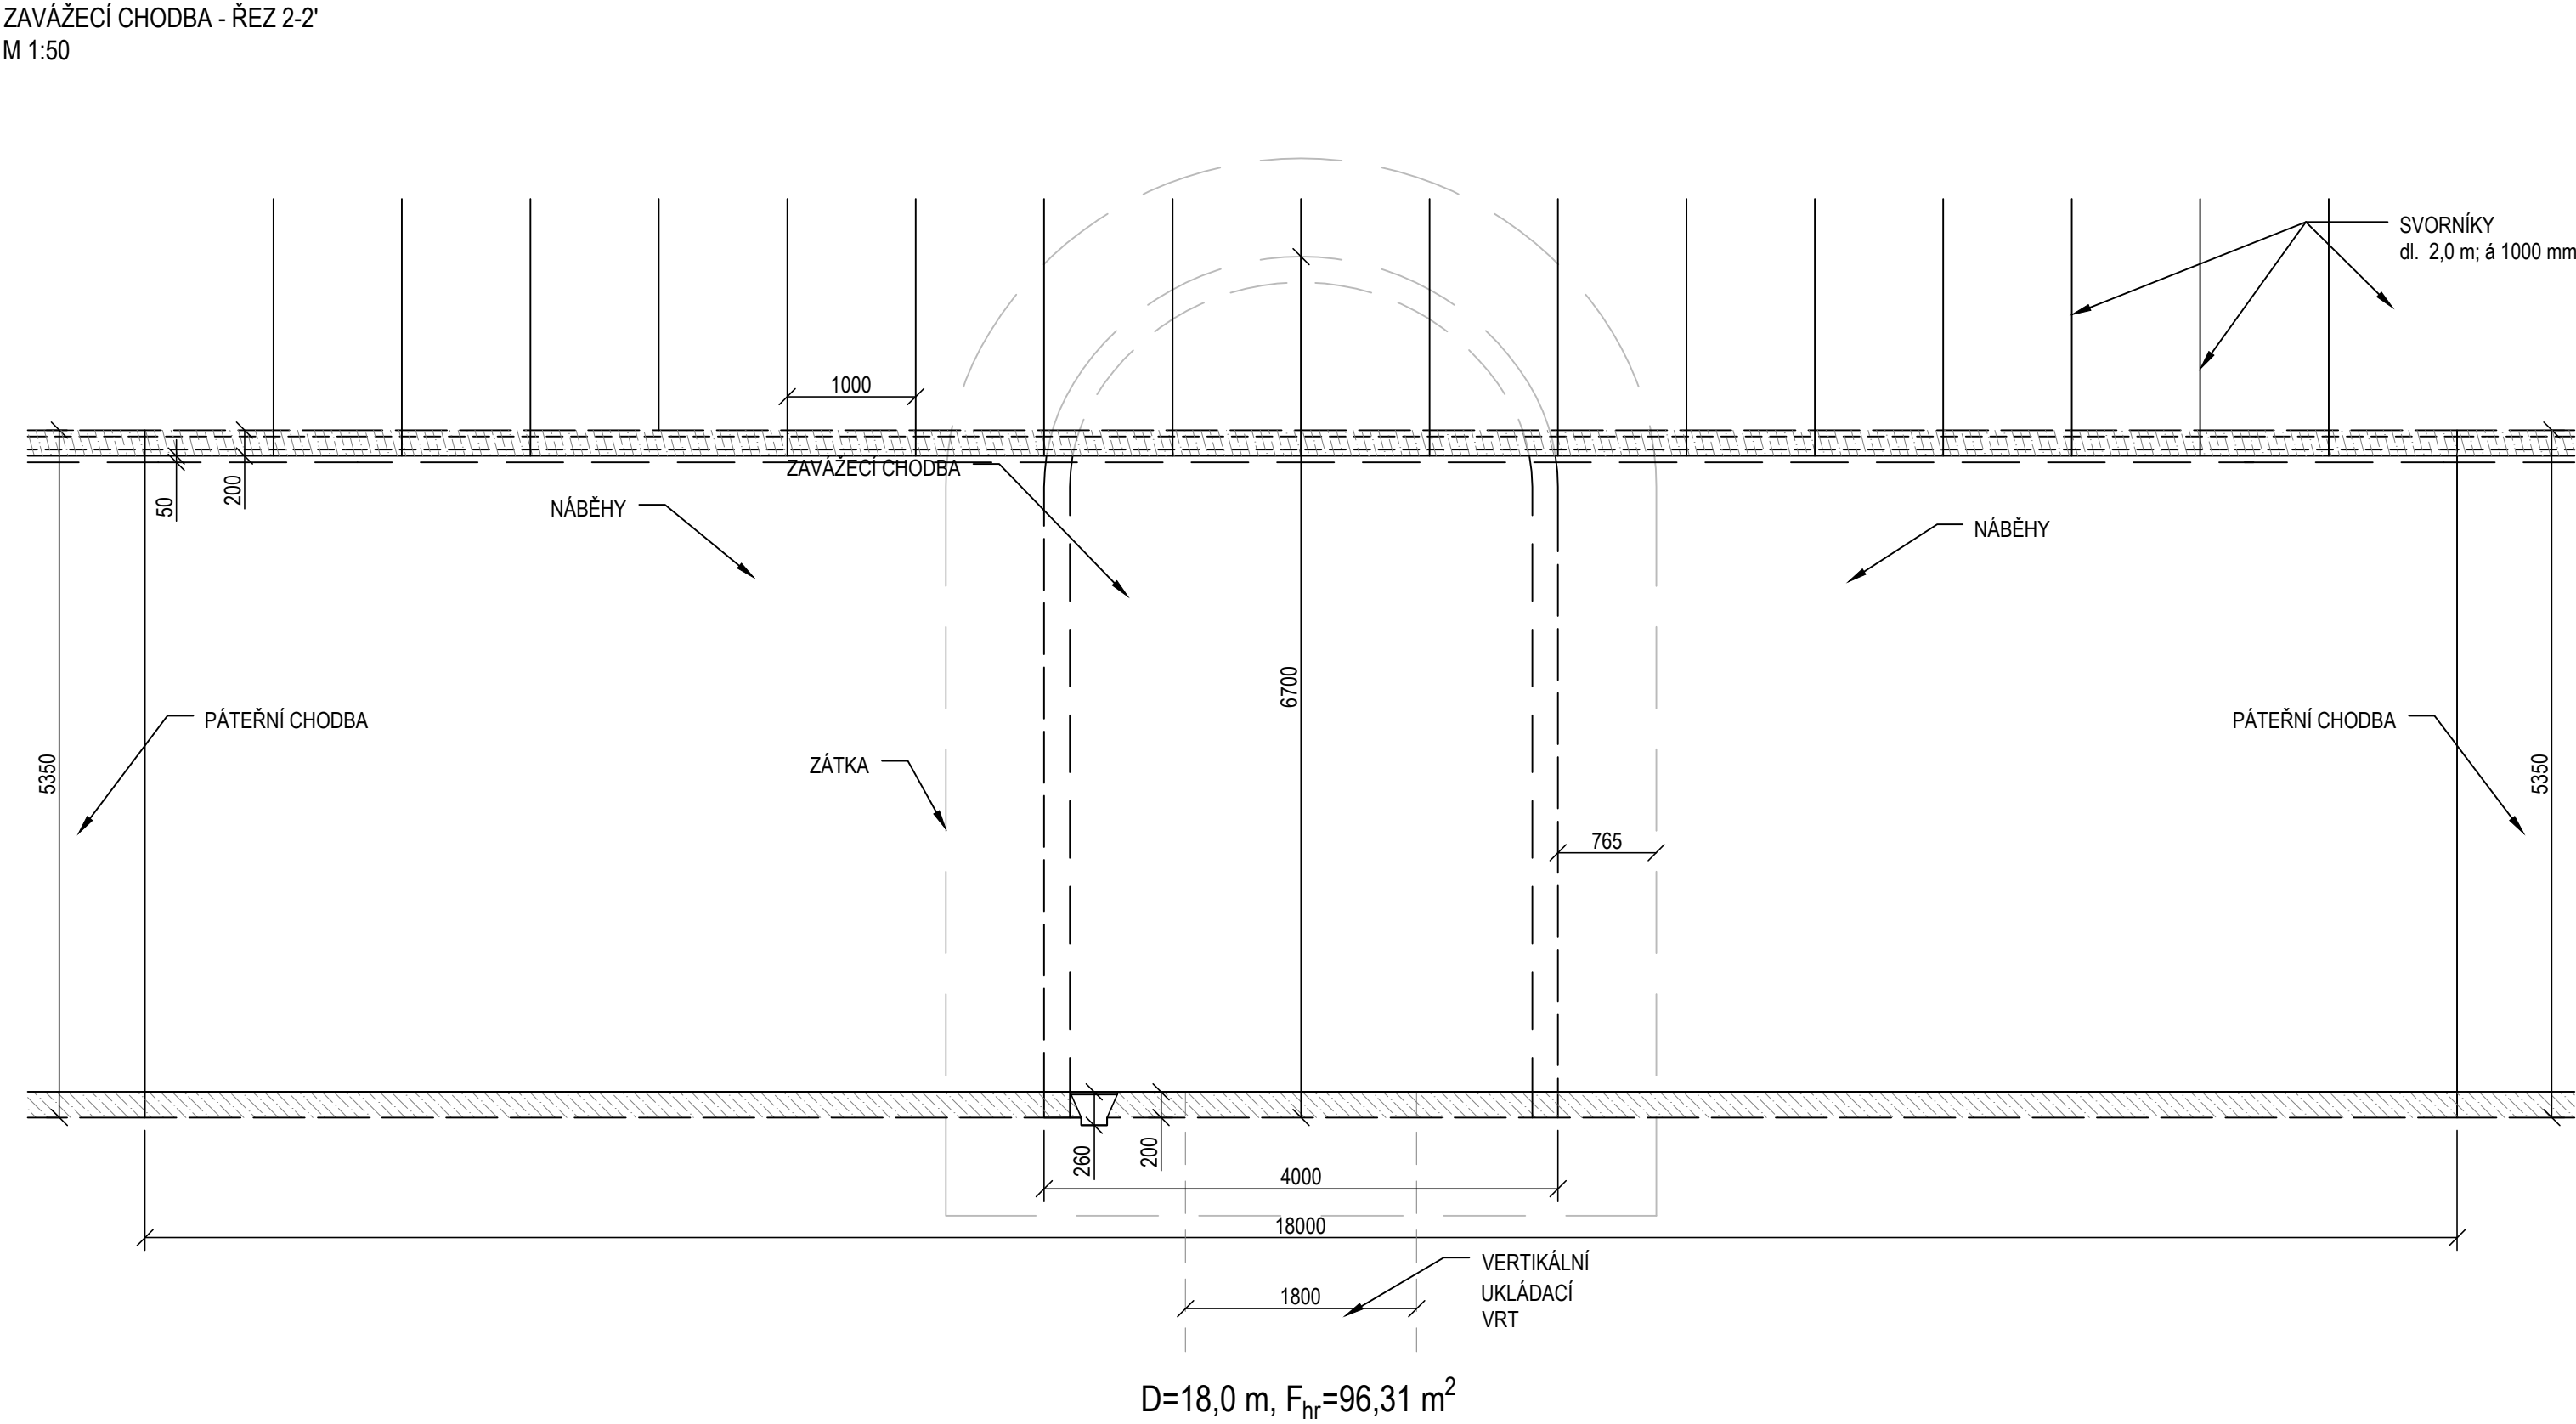 ZAVÁŽECÍ CHODBA - ŘEZ 2-2'
M 1:50
SVORNÍKY
dl. 2,0 m; á 1000 mm
1000
ZAVÁŽECÍ CHODBA
50
200
NÁBĚHY
NÁBĚHY
6700
PÁTEŘNÍ CHODBA
PÁTEŘNÍ CHODBA
5350
5350
ZÁTKA
765
260
200
4000
18000
VERTIKÁLNÍ
UKLÁDACÍ
VRT
1800
D=18,0 m, Fhr=96,31 m²